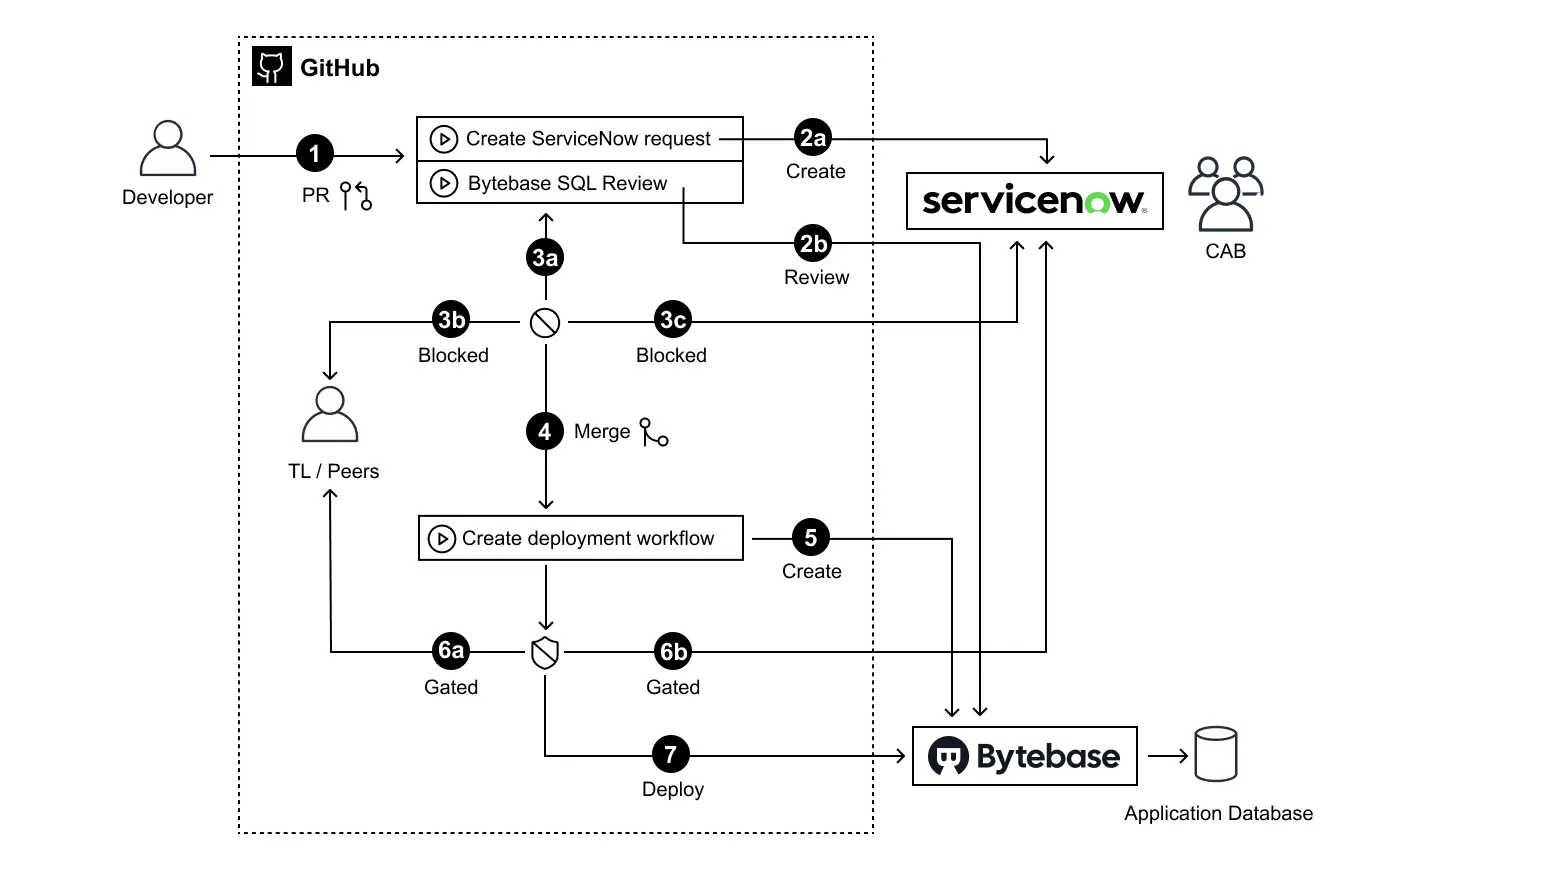 GitHub
Create ServiceNow request
2a
Create
1
PR
Developer
Bytebase SQL Review
servicenow®
CAB
3a
2b
Review
3b
Blocked
3c
Blocked
4
Merge
TL / Peers
Create deployment workflow
5
Create
6a
Gated
6b
Gated
7
Deploy
Bytebase
Application Database